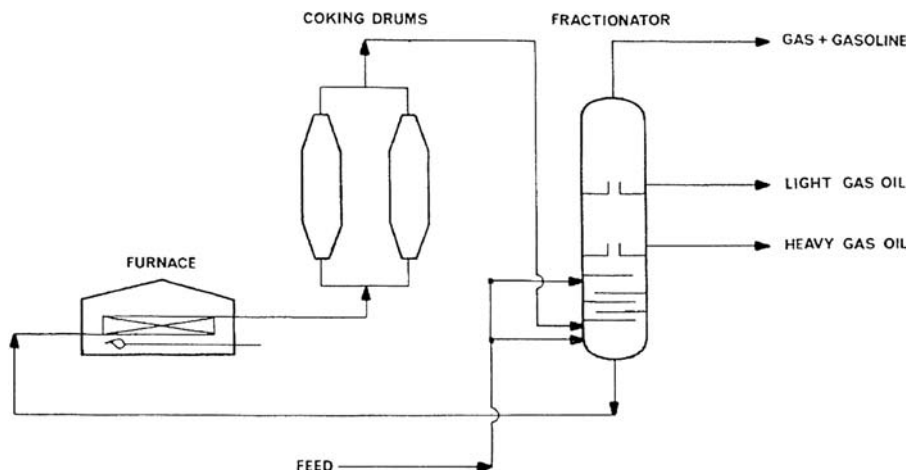 COKING DRUMS
FRACTIONATOR
GAS + GASOLINE
LIGHT GAS OIL
HEAVY GAS OIL
FURNACE
FEED